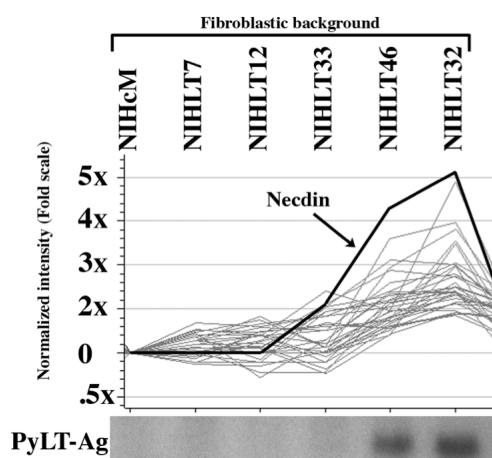 Fibroblastic background
NIHcM
NIHLT7
NIHLT12
NIHLT33
NIHLT46
NIHLT32
Normalized intensity (Fold scale)
5x
4x
3x
2x
0
.5x
Necdin
PyLT-Ag